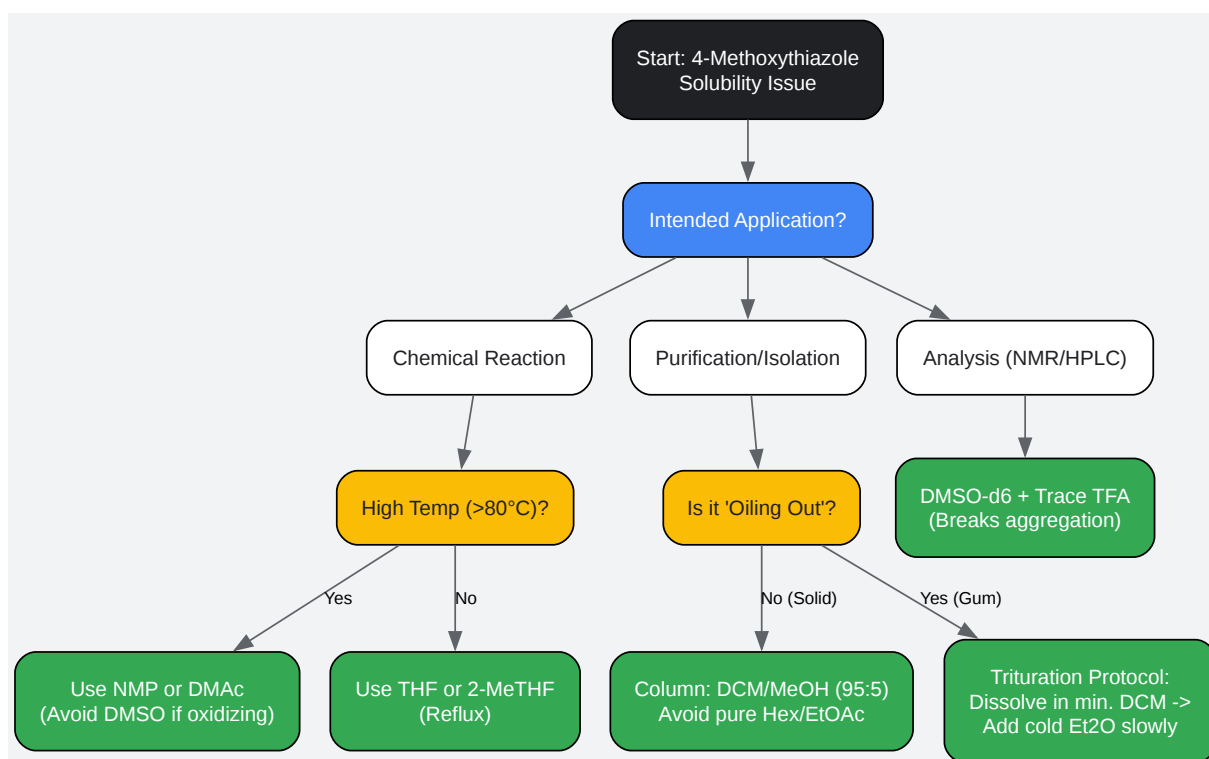 Start: 4-Methoxythiazole
Solubility Issue
Intended Application?
Chemical Reaction
Purification/Isolation
Analysis (NMR/HPLC)
High Temp (>80°C)?
Is it 'Oiling Out'?
DMSO-d6 + Trace TFA
(Breaks aggregation)
Yes
No
No (Solid)
Yes (Gum)
Use NMP or DMAc
(Avoid DMSO if oxidizing)
Use THF or 2-MeTHF
(Reflux)
Column: DCM/MeOH (95:5)
Avoid pure Hex/EtOAc
Trituration Protocol:
Dissolve in min. DCM ->
Add cold Et2O slowly